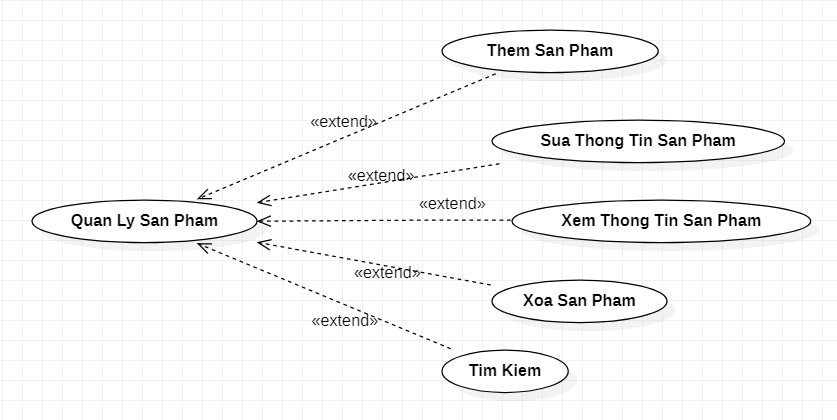 Them San Pham
«extend»
Sua Thong Tin San Pham
«extend»
«extend»
Quan Ly San Pham
Xem Thong Tin San Pham
«extend»
Xoa San Pham
«extend»
Tim Kiem